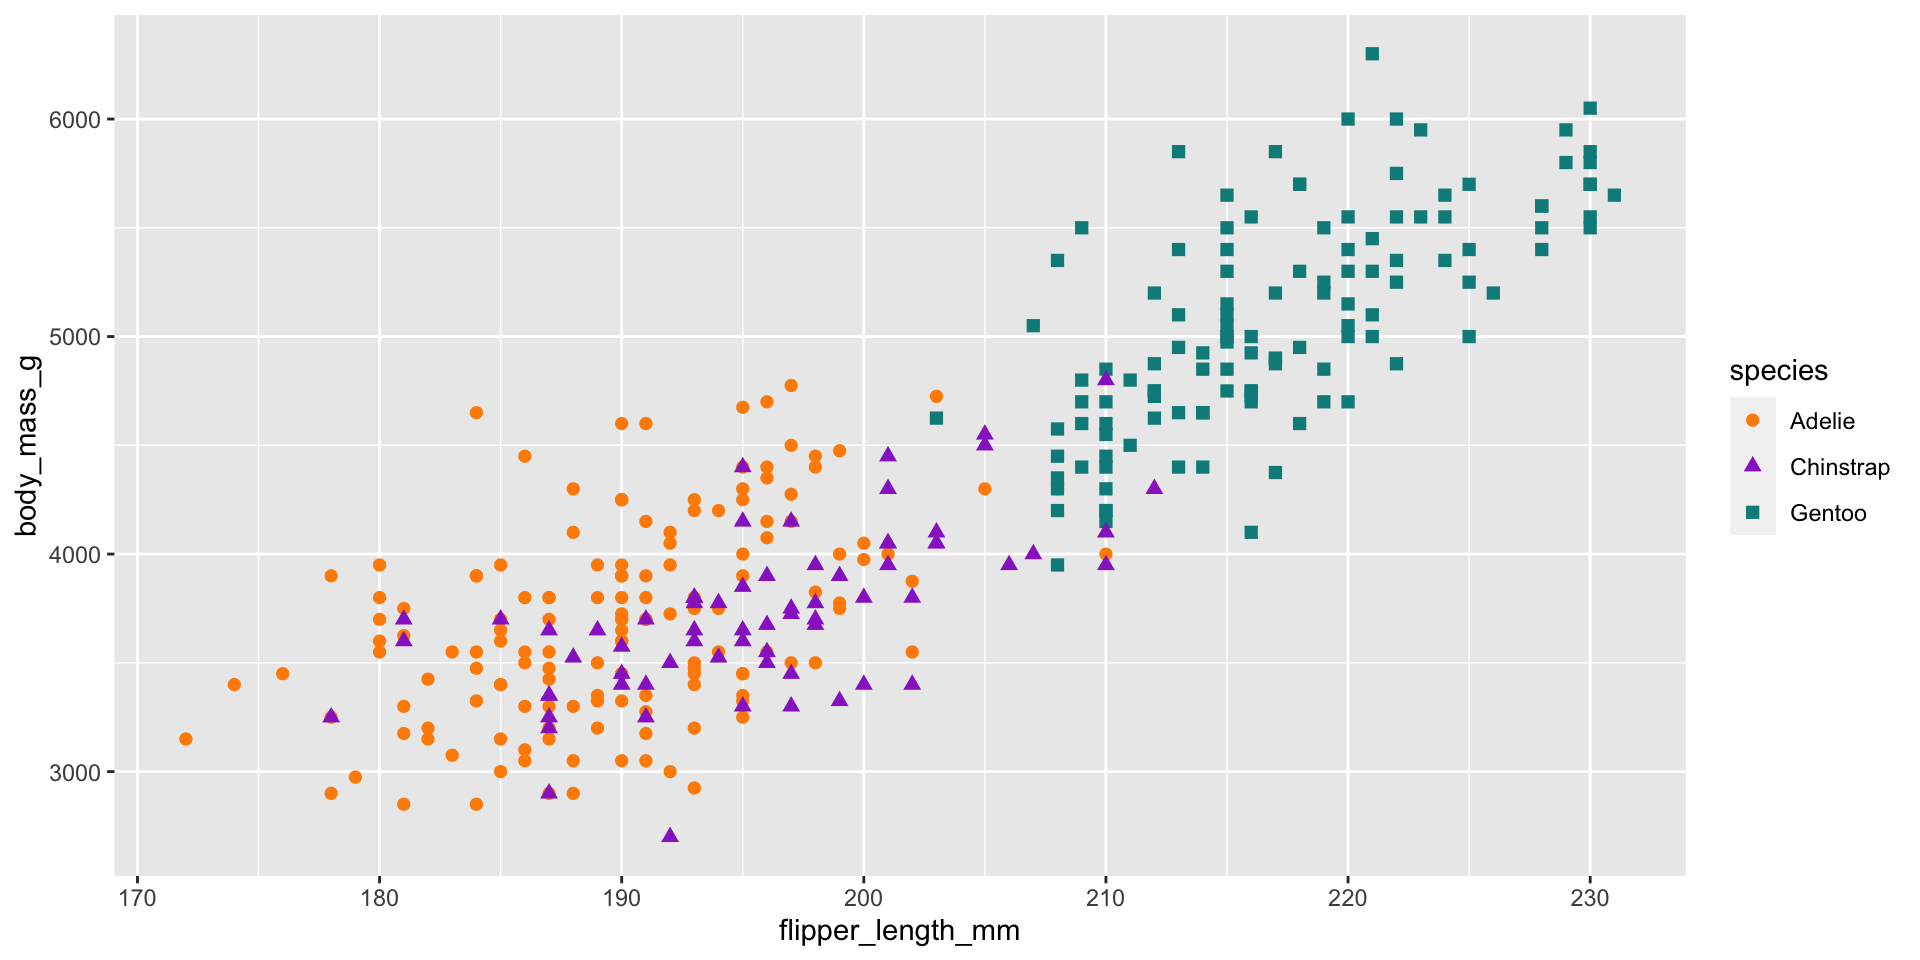 6000
5000
4000
3000
body_mass_g
170 180 190 200 210 220 230
flipper_length_mm
species
Adelie
Chinstrap
Gentoo